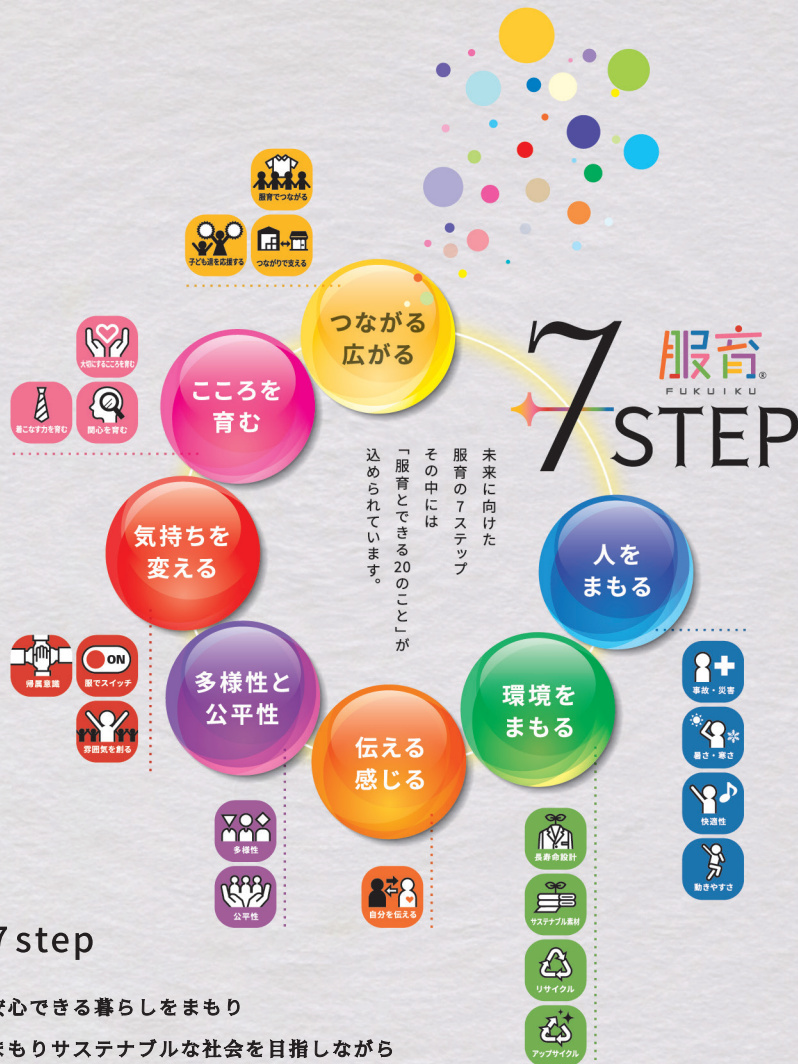 服育®
FUKUIKU
7
STEP
未来に向けた
服育の7ステップ
その中には
「服育とできる20のこと」が
込められています。
人を
まもる
事故・災害
暑さ・寒さ
快適性
動きやすさ
環境を
まもる
長寿命設計
サステナブル素材
リサイクル
アップサイクル
伝える
感じる
自分を伝える
多様性と
公平性
多様性
公平性
気持ちを
変える
帰属意識
ON
服でスイッチ
雰囲気を創る
こころを
育む
大切にするこころを育む
着こなす力を育む
関心を育む
つながる
広がる
服育でつながる
子ども達を応援する
つながりで支える
7 step
安心できる暮らしをまもり
まもりサステナブルな社会を目指しながら